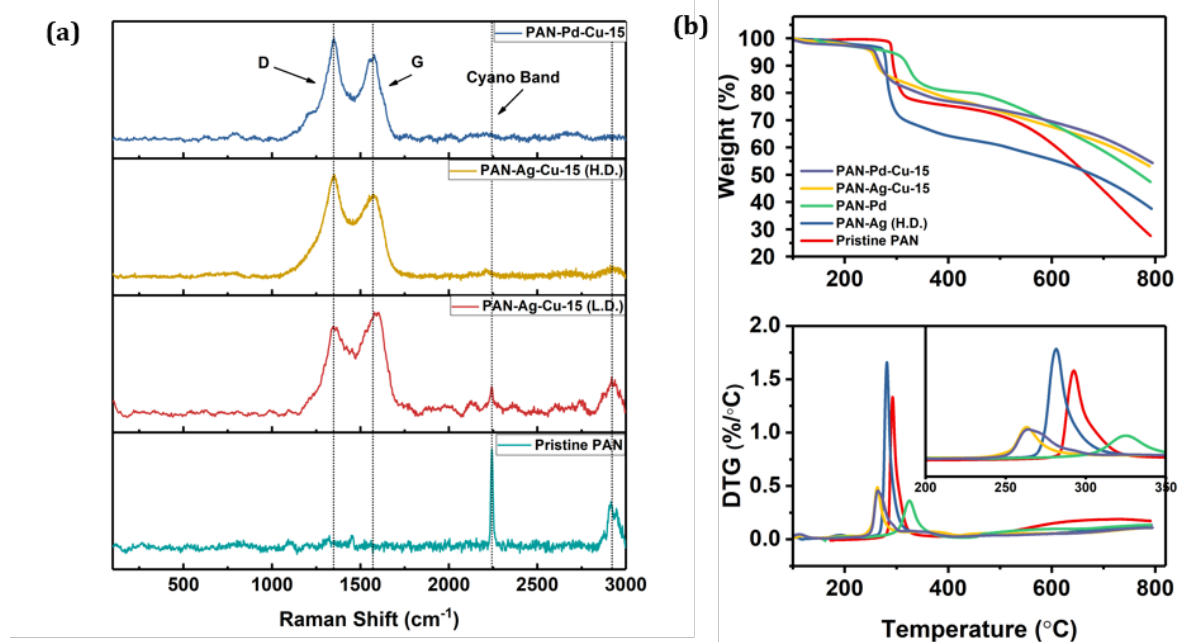 (a)
PAN-Pd-Cu-15
D
G
Cyano Band
PAN-Ag-Cu-15 (H.D.)
PAN-Ag-Cu-15 (L.D.)
Pristine PAN
500 1000 1500 2000 2500 3000
Raman Shift (cm⁻¹)
(b)
100
90
80
70
60
50
40
30
20
Weight (%)
PAN-Pd-Cu-15
PAN-Ag-Cu-15
PAN-Pd
PAN-Ag (H.D.)
Pristine PAN
200 400 600 800
2.0
1.5
1.0
0.5
0.0
DTG (%/°C)
200 250 300 350
200 400 600 800
Temperature (°C)